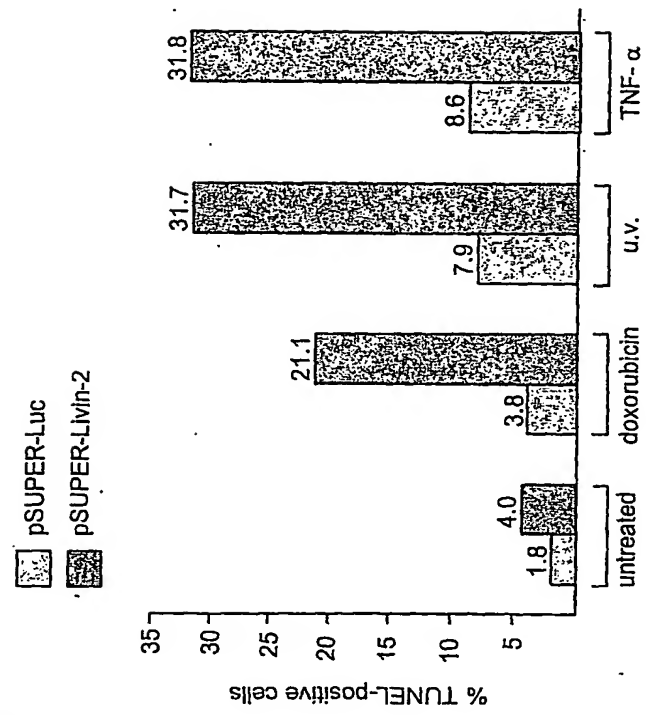 pSUPER-Luc
pSUPER-Livin-2
% TUNEL-positive cells
35
30
25
20
15
10
5
1.8
4.0
3.8
21.1
7.9
31.7
8.6
31.8
untreated
doxorubicin
u.v.
TNF-α